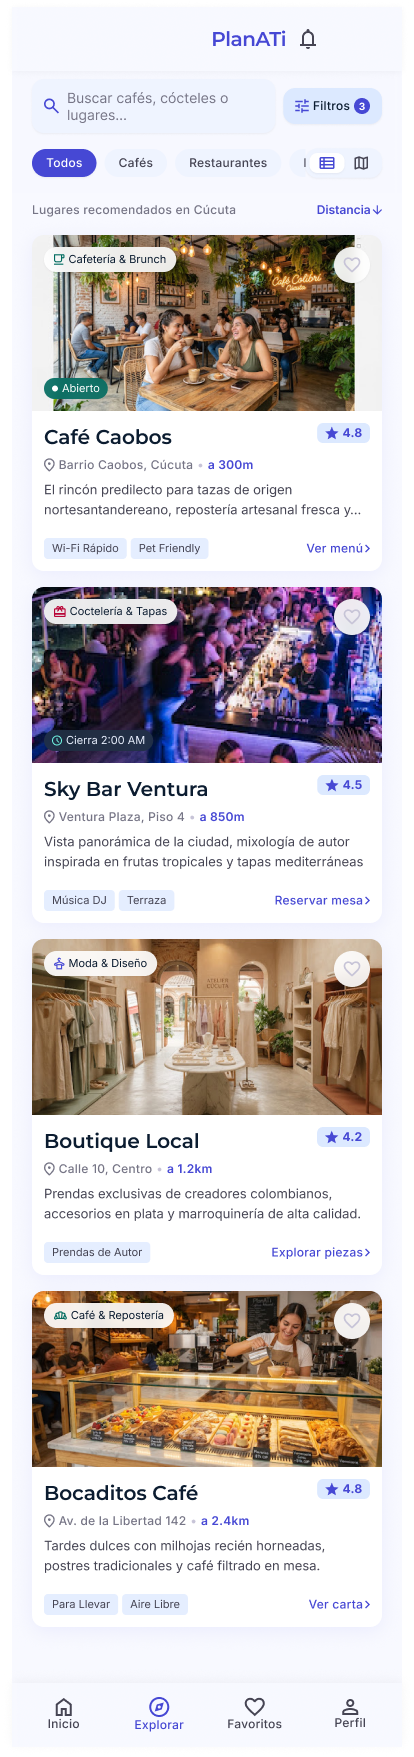 PlanATi
Buscar cafés, cócteles o
lugares...
Filtros 3
Todos
Cafés
Restaurantes
Lugares recomendados en Cúcuta
Distancia↓
Cafetería & Brunch
Café Colibrí
Cúcuta
Abierto
Café Caobos
4.8
Barrio Caobos, Cúcuta • a 300m
El rincón predilecto para tazas de origen
nortesantandereano, repostería artesanal fresca y...
Wi-Fi Rápido
Pet Friendly
Ver menú
Coctelería & Tapas
Cierra 2:00 AM
Sky Bar Ventura
4.5
Ventura Plaza, Piso 4 • a 850m
Vista panorámica de la ciudad, mixología de autor
inspirada en frutas tropicales y tapas mediterráneas
Música DJ
Terraza
Reservar mesa
Moda & Diseño
ATELIER
CÚCUTA
Boutique Local
4.2
Calle 10, Centro • a 1.2km
Prendas exclusivas de creadores colombianos,
accesorios en plata y marroquinería de alta calidad.
Prendas de Autor
Explorar piezas
Café & Repostería
Bocaditos Café
4.8
Av. de la Libertad 142 • a 2.4km
Tardes dulces con milhojas recién horneadas,
postres tradicionales y café filtrado en mesa.
Para Llevar
Aire Libre
Ver carta
Inicio
Explorar
Favoritos
Perfil